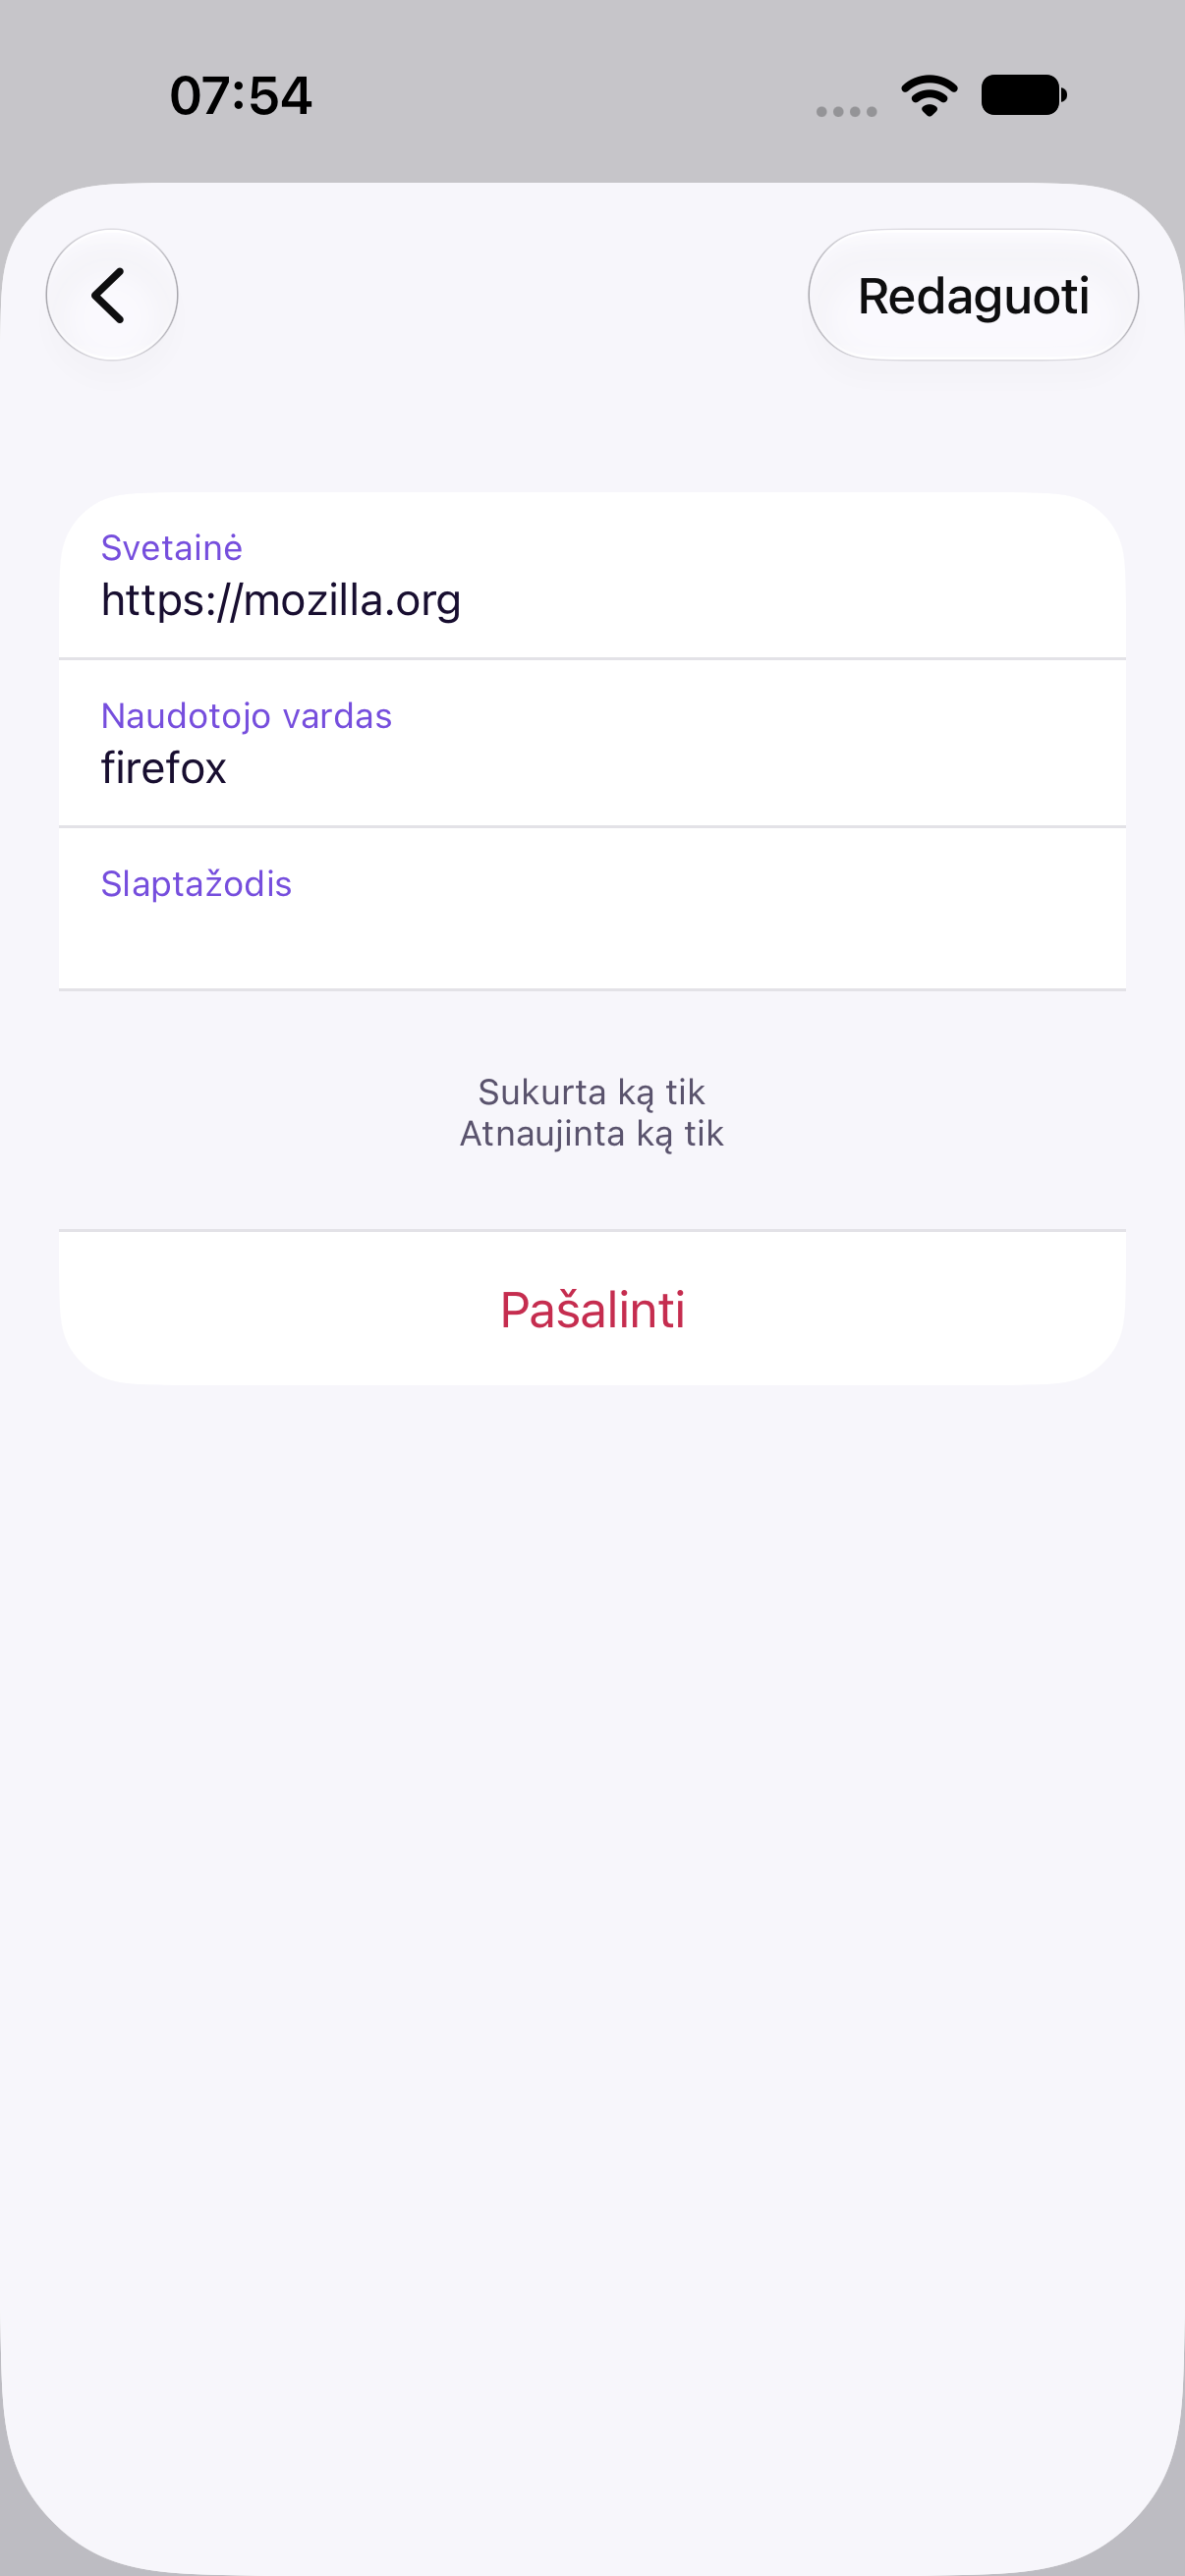 07:54
Redaguoti
Svetainė
https://mozilla.org
Naudotojo vardas
firefox
Slaptažodis
Sukurta ką tik
Atnaujinta ką tik
Pašalinti